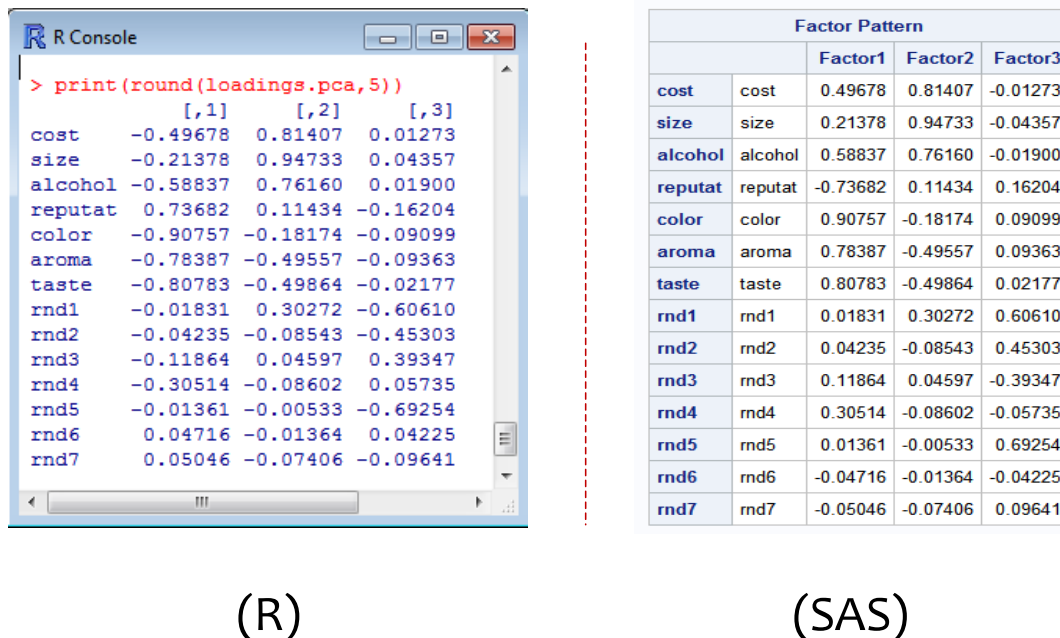 R Console
> print(round(loadings.pca,5))
[,1] [,2] [,3]
cost -0.49678 0.81407 0.01273
size -0.21378 0.94733 0.04357
alcohol -0.58837 0.76160 0.01900
reputat 0.73682 0.11434 -0.16204
color -0.90757 -0.18174 -0.09099
aroma -0.78387 -0.49557 -0.09363
taste -0.80783 -0.49864 -0.02177
rnd1 -0.01831 0.30272 -0.60610
rnd2 -0.04235 -0.08543 -0.45303
rnd3 -0.11864 0.04597 0.39347
rnd4 -0.30514 -0.08602 0.05735
rnd5 -0.01361 -0.00533 -0.69254
rnd6 0.04716 -0.01364 0.04225
rnd7 0.05046 -0.07406 -0.09641
(R)
Factor Pattern
Factor1 Factor2 Factor3
cost cost 0.49678 0.81407 -0.01273
size size 0.21378 0.94733 -0.04357
alcohol alcohol 0.58837 0.76160 -0.01900
reputat reputat -0.73682 0.11434 0.16204
color color 0.90757 -0.18174 0.09099
aroma aroma 0.78387 -0.49557 0.09363
taste taste 0.80783 -0.49864 0.02177
rnd1 rnd1 0.01831 0.30272 0.60610
rnd2 rnd2 0.04235 -0.08543 0.45303
rnd3 rnd3 0.11864 0.04597 -0.39347
rnd4 rnd4 0.30514 -0.08602 -0.05735
rnd5 rnd5 0.01361 -0.00533 0.69254
rnd6 rnd6 -0.04716 -0.01364 -0.04225
rnd7 rnd7 -0.05046 -0.07406 0.09641
(SAS)